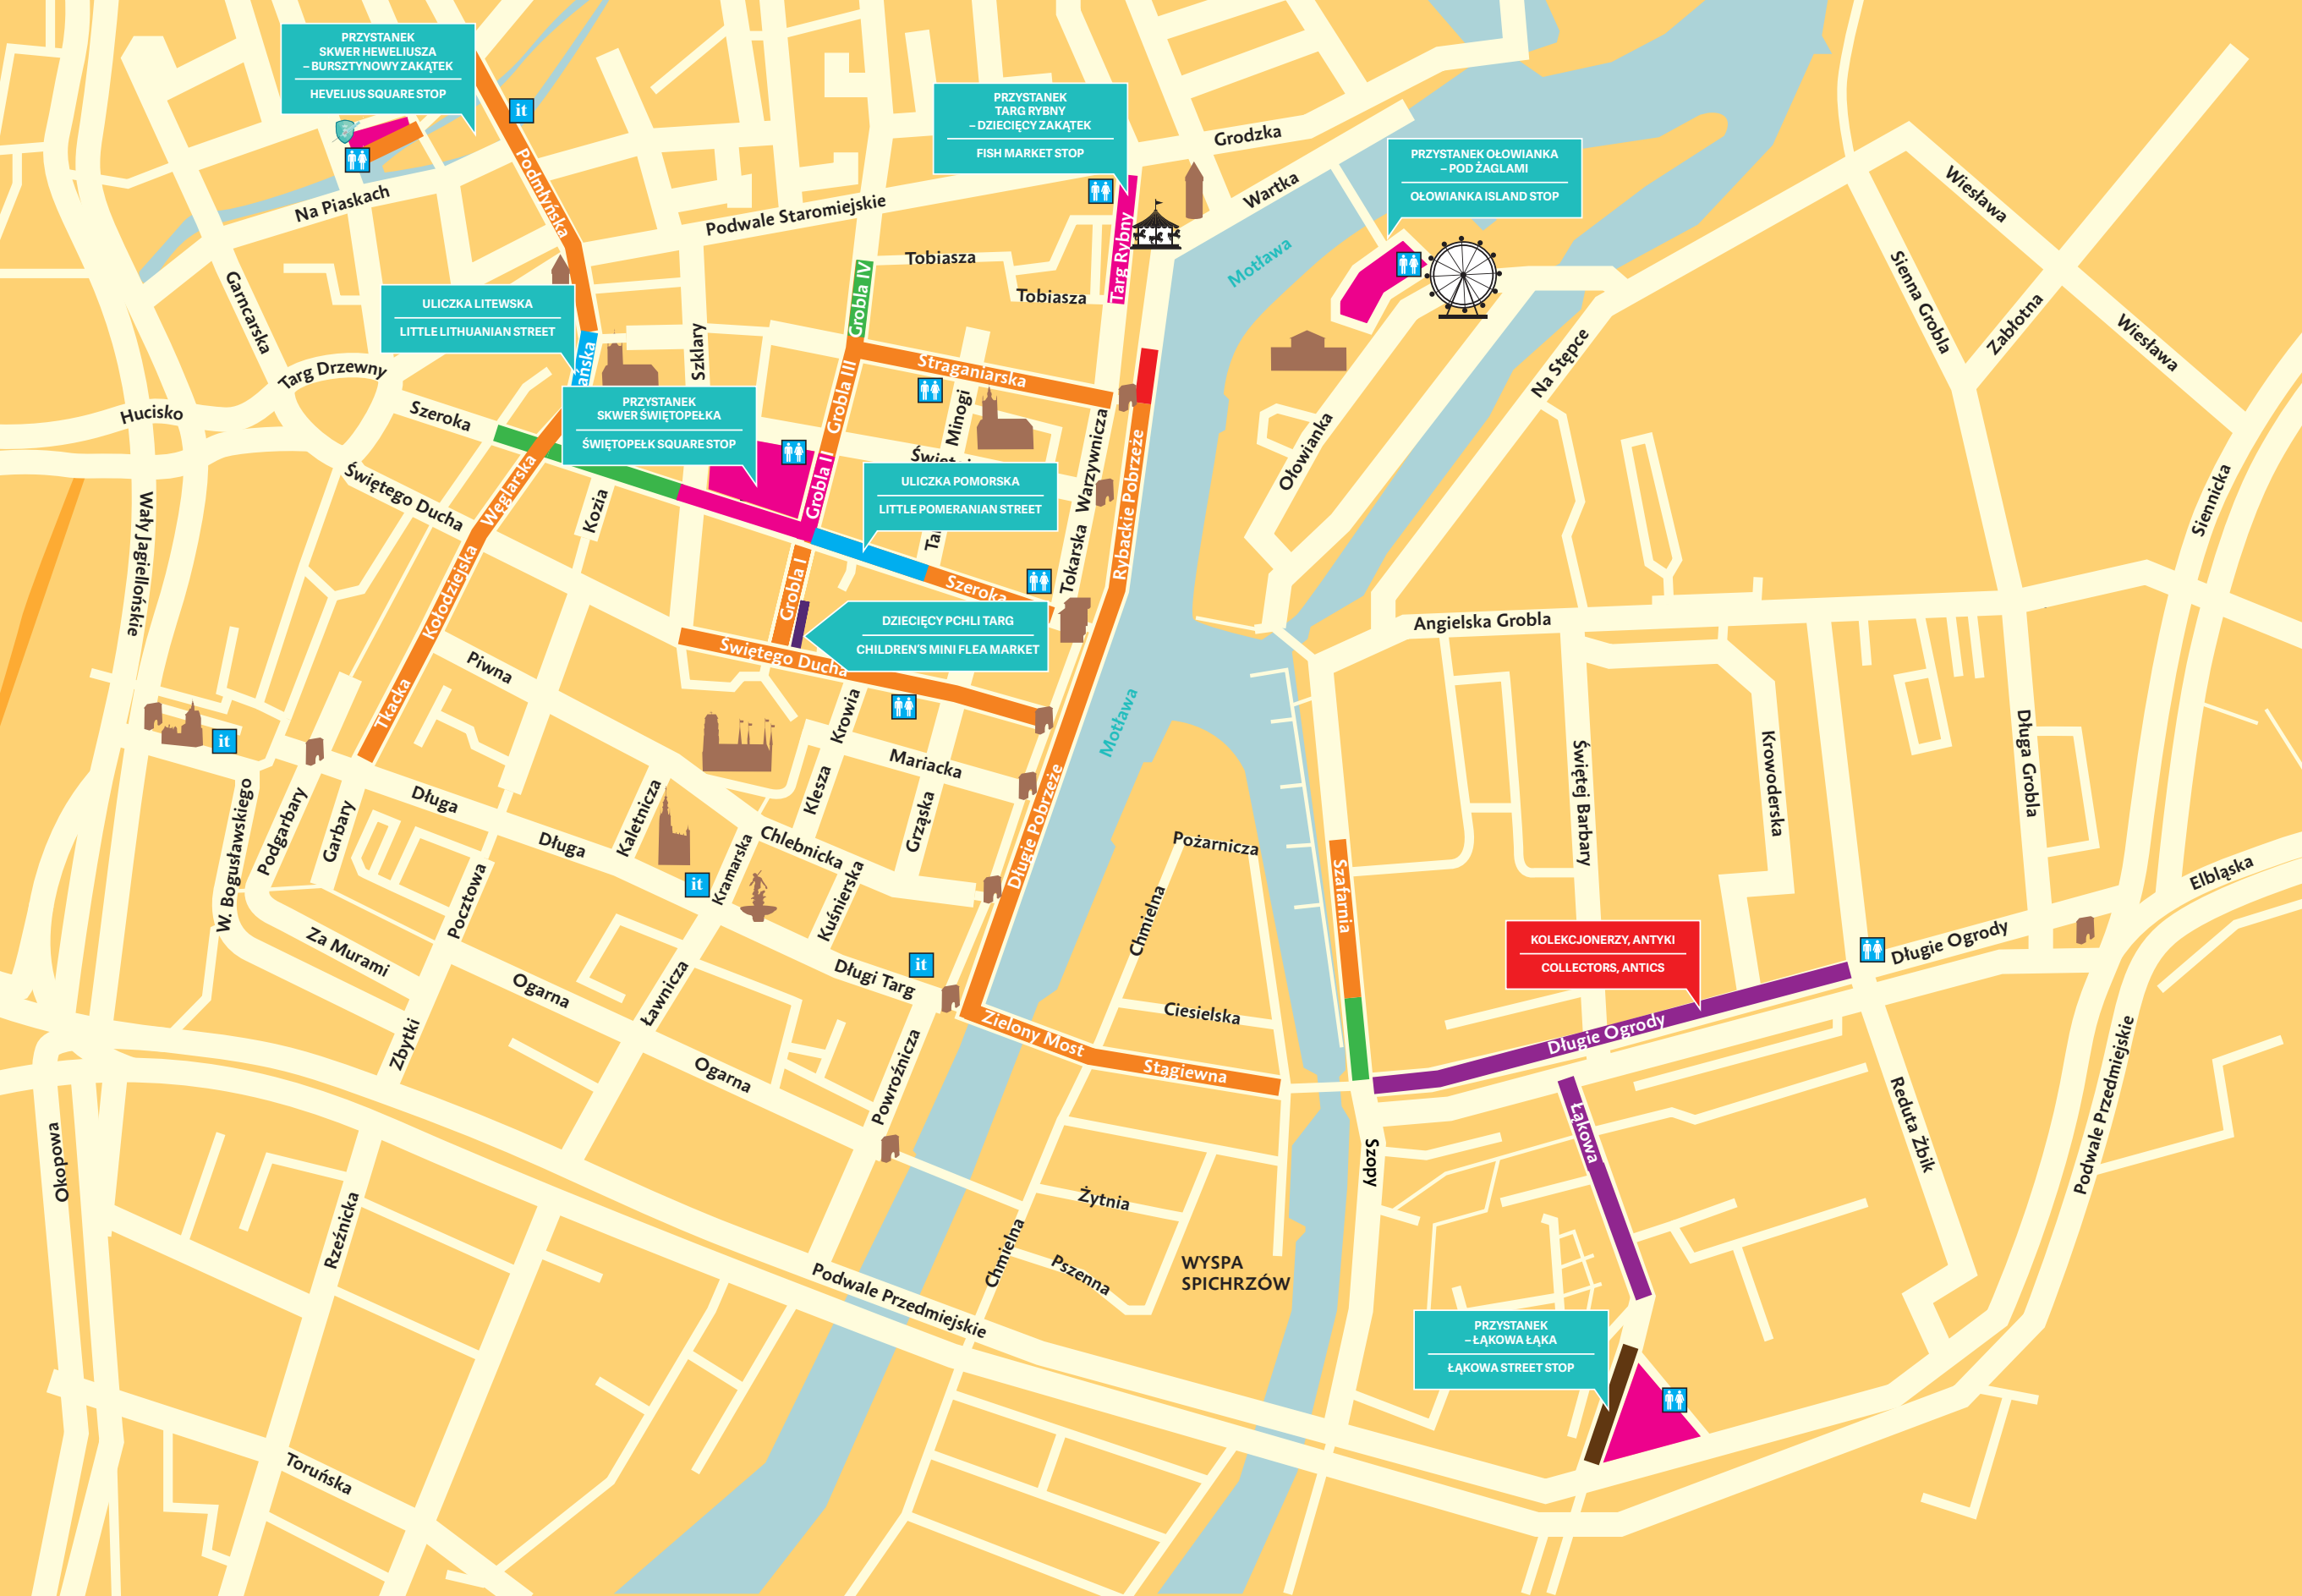 PRZYSTANEK
SKWER HEWELIUSZA
– BURSZTYNOWY ZAKĄTEK
HEVELIUS SQUARE STOP
it
PRZYSTANEK
TARG RYBNY
– DZIECIĘCY ZAKĄTEK
FISH MARKET STOP
PRZYSTANEK OŁOWIANKA
– POD ŻAGLAMI
OŁOWIANKA ISLAND STOP
Grodzka
Wartka
Podmłyńska
Na Piaskach
Podwale Staromiejskie
Targ Rybny
Motława
Wiesława
Tobiasza
Tobiasza
Grobla IV
Garncarska
Sienna Grobla
Zabłotna
Wiesława
ULICZKA LITEWSKA
LITTLE LITHUANIAN STREET
Szklary
Targ Drzewny
Hucisko
Szeroka
Straganiarska
Grobla III
Minogi
Na Stępce
Ołowianka
PRZYSTANEK
SKWER ŚWIĘTOPEŁKA
ŚWIĘTOPEŁK SQUARE STOP
Grobla II
Warzywnicza
Rybackie Pobrzeże
ULICZKA POMORSKA
LITTLE POMERANIAN STREET
Świętego Ducha
Węglarska
Kozia
Wały Jagiellońskie
Siennicka
Tokarska
Szeroka
Grobla I
Kołodziejska
DZIECIĘCY PCHLI TARG
CHILDREN'S MINI FLEA MARKET
Angielska Grobla
Świętego Ducha
Piwna
Tkacka
it
Krowia
Motława
Mariacka
Klesza
Grząska
Długie Pobrzeże
Świętej Barbary
Krowoderska
Długa Grobla
Długa
Długa
Kaletnicza
Chlebnicka
Kramarska
Kuśnierska
it
W. Bogusławskiego
Podgarbary
Garbary
Pocztowa
Pożarnicza
Chmielna
Szafarnia
Elbląska
Za Murami
Ogarna
Ławnicza
Długi Targ
it
KOLEKCJONERZY, ANTYKI
COLLECTORS, ANTICS
Długie Ogrody
Długie Ogrody
Ciesielska
Zielony Most
Stągiewna
Zbytki
Ogarna
Powroźnicza
Łąkowa
Reduta Żbik
Podwale Przedmiejskie
Okopowa
Szopy
Rzeźnicka
Żytnia
Chmielna
Pszenna
WYSPA
SPICHRZÓW
Podwale Przedmiejskie
PRZYSTANEK
– ŁĄKOWA ŁĄKA
ŁĄKOWA STREET STOP
Toruńska